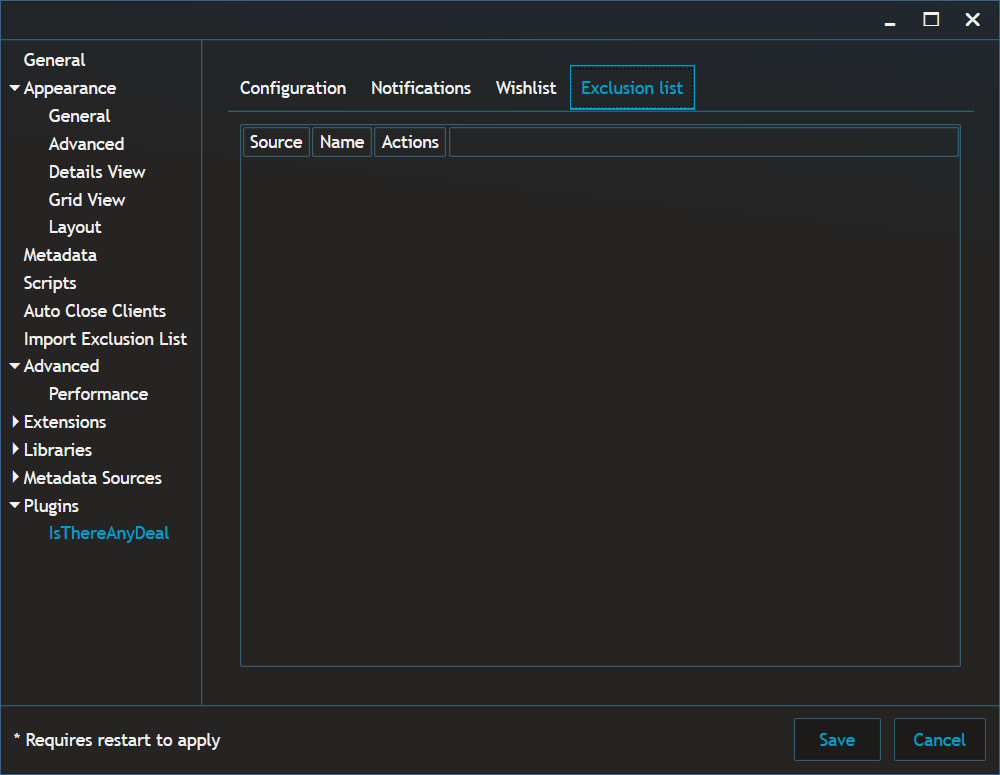 General
Appearance
General
Advanced
Details View
Grid View
Layout
Metadata
Scripts
Auto Close Clients
Import Exclusion List
Advanced
Performance
Extensions
Libraries
Metadata Sources
Plugins
IsThereAnyDeal
Configuration Notifications Wishlist Exclusion list
Source Name Actions
* Requires restart to apply
Save Cancel